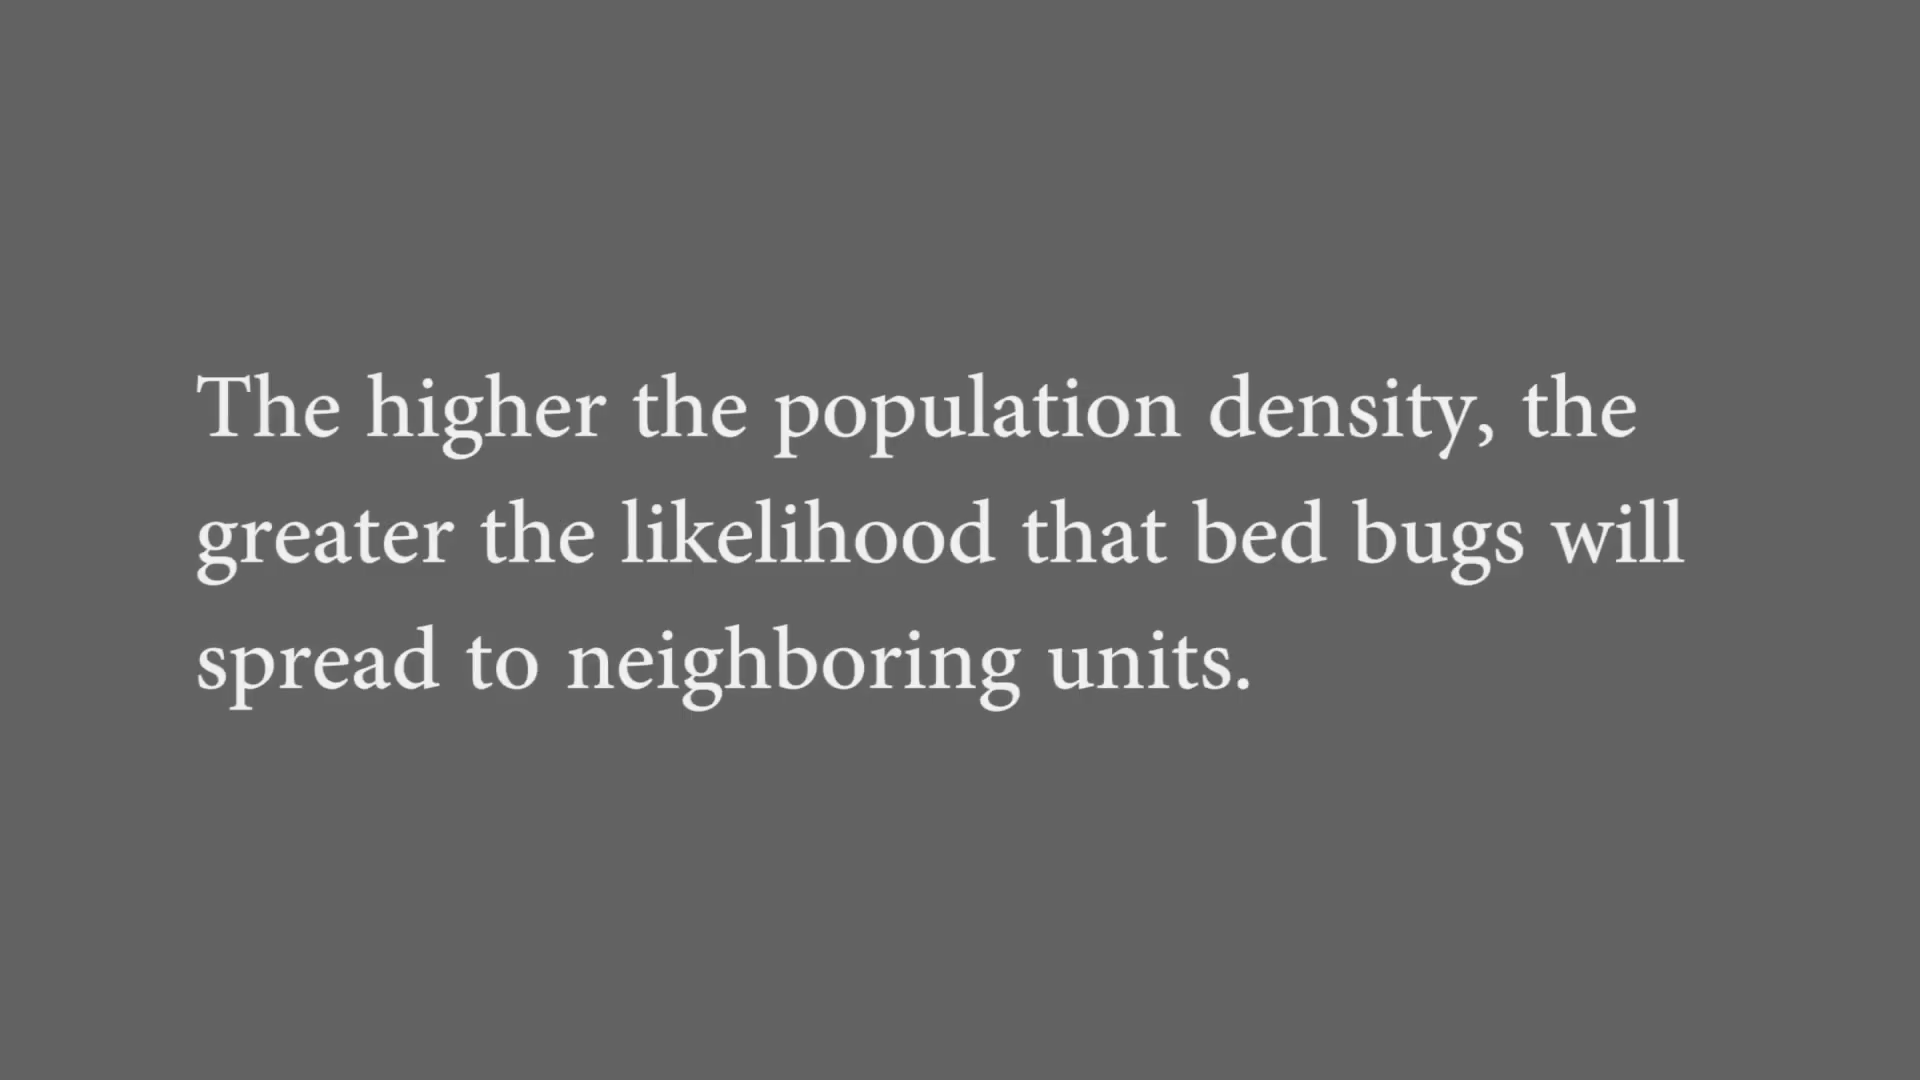 The higher the population density, the
greater the likelihood that bed bugs will
spread to neighboring units.